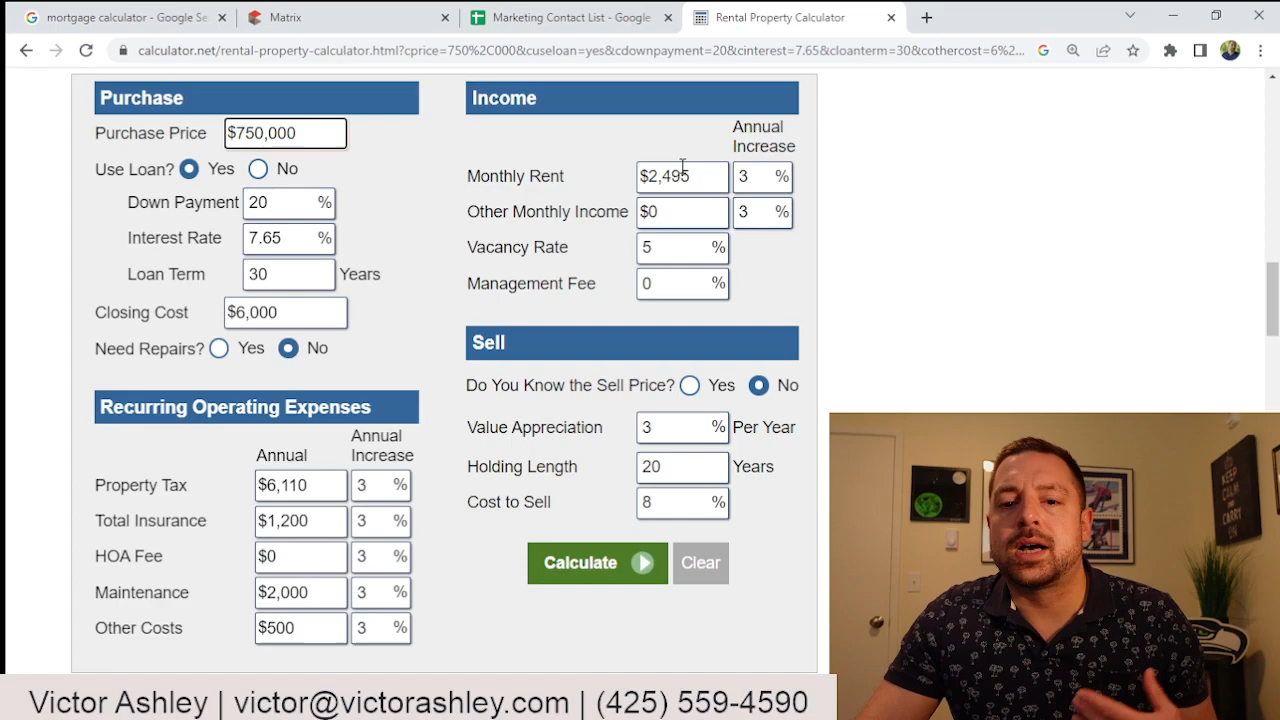 mortgage calculator - Google Se
Matrix
Marketing Contact List - Google
Rental Property Calculator
calculator.net/rental-property-calculator.html?cprice=750%2C000&cuseloan=yes&cdownpayment=20&cinterest=7.65&cloanterm=30&cothercost=6%2...
Purchase
Purchase Price $750,000
Use Loan? Yes No
Down Payment 20 %
Interest Rate 7.65 %
Loan Term 30 Years
Closing Cost $6,000
Need Repairs? Yes No
Recurring Operating Expenses
Annual Annual Increase
Property Tax $6,110 3 %
Total Insurance $1,200 3 %
HOA Fee $0 3 %
Maintenance $2,000 3 %
Other Costs $500 3 %
Income
Annual Increase
Monthly Rent $2,495 3 %
Other Monthly Income $0 3 %
Vacancy Rate 5 %
Management Fee 0 %
Sell
Do You Know the Sell Price? Yes No
Value Appreciation 3 % Per Year
Holding Length 20 Years
Cost to Sell 8 %
Calculate Clear
KEEP
CALM
AND
CARRY
Victor Ashley | victor@victorashley.com | (425) 559-4590